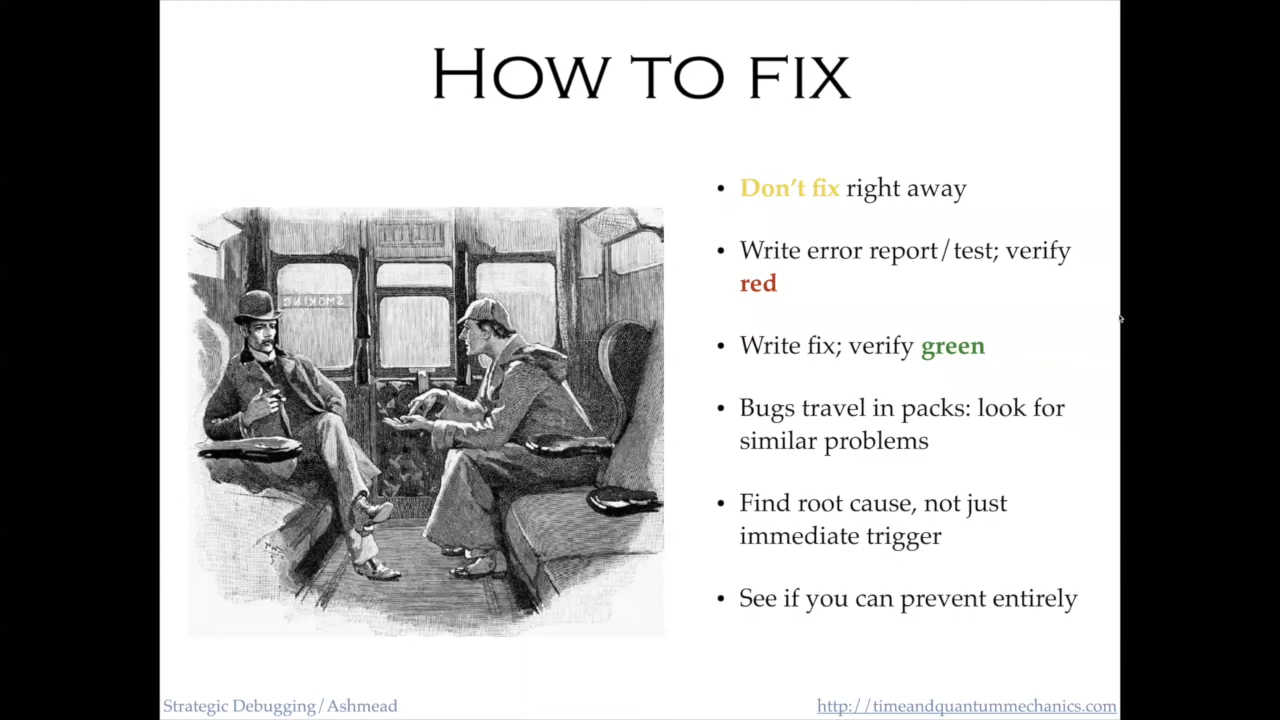 How to fix
• Don't fix right away
• Write error report/test; verify
red
• Write fix; verify green
• Bugs travel in packs: look for
similar problems
• Find root cause, not just
immediate trigger
• See if you can prevent entirely
SMOKING
Strategic Debugging/Ashmead
http://timeandquantummechanics.com